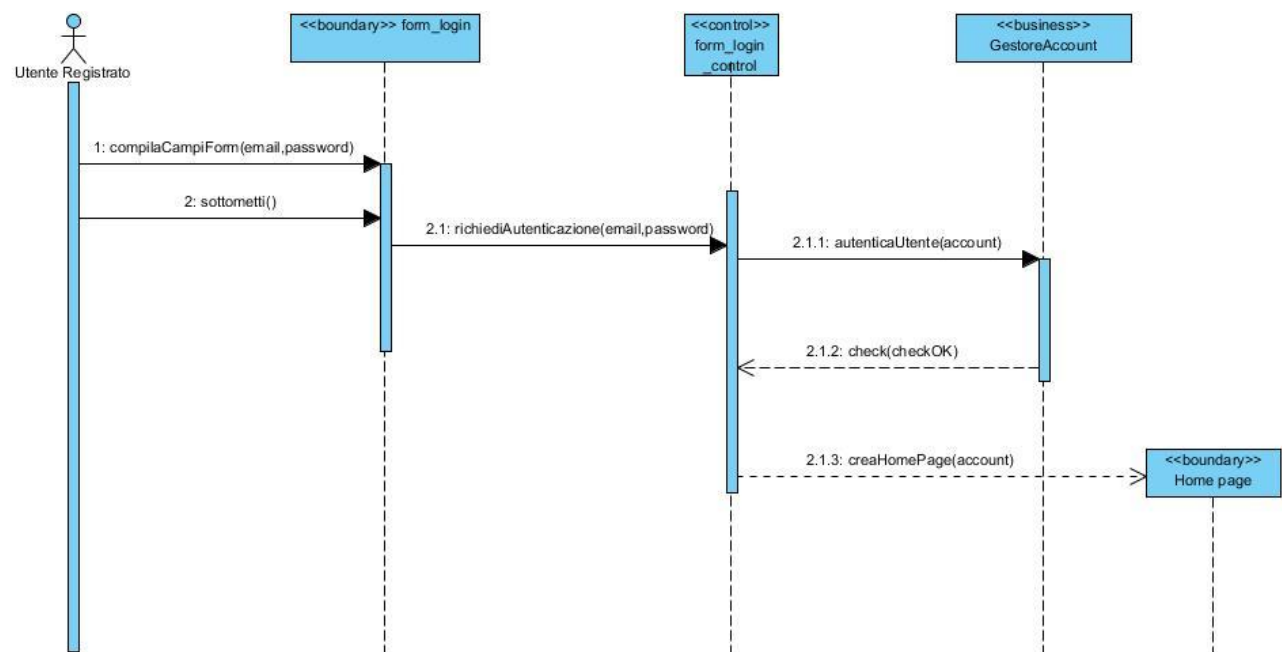 <<boundary>> form_login
<<control>>
form_login
_control
<<business>>
GestoreAccount
Utente Registrato
1: compilaCampiForm(email,password)
2: sottometti()
2.1: richiediAutenticazione(email,password)
2.1.1: autenticaUtente(account)
2.1.2: check(checkOK)
2.1.3: creaHomePage(account)
<<boundary>>
Home page